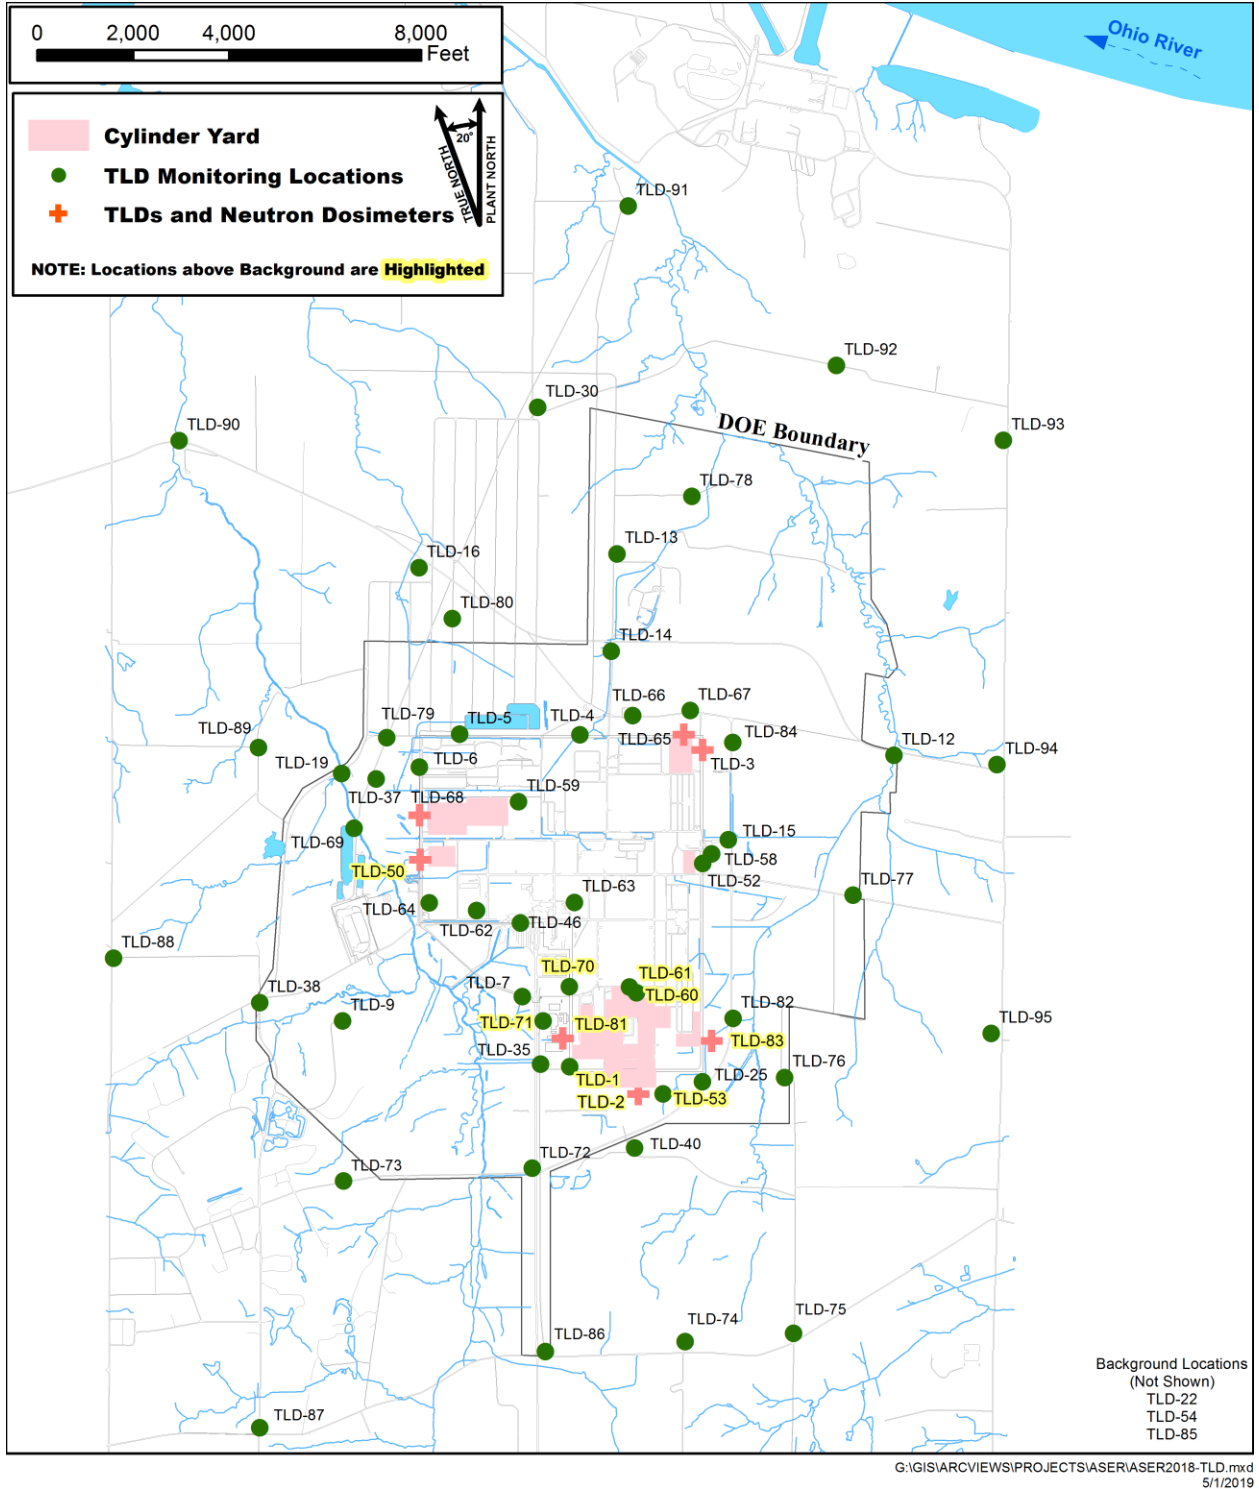 0 2,000 4,000 8,000
Feet
Ohio River
Cylinder Yard
TLD Monitoring Locations
TLDs and Neutron Dosimeters
20°
TRUE NORTH
PLANT NORTH
NOTE: Locations above Background are Highlighted
TLD-91
TLD-92
TLD-30
TLD-90
DOE Boundary
TLD-93
TLD-78
TLD-13
TLD-16
TLD-80
TLD-14
TLD-66
TLD-67
TLD-79
TLD-5
TLD-4
TLD-89
TLD-65
TLD-84
TLD-12
TLD-94
TLD-19
TLD-6
TLD-3
TLD-59
TLD-37
TLD-68
TLD-69
TLD-15
TLD-58
TLD-50
TLD-52
TLD-77
TLD-63
TLD-64
TLD-62
TLD-46
TLD-88
TLD-70
TLD-61
TLD-7
TLD-60
TLD-38
TLD-9
TLD-82
TLD-71
TLD-81
TLD-83
TLD-95
TLD-35
TLD-76
TLD-1
TLD-25
TLD-2
TLD-53
TLD-40
TLD-72
TLD-73
TLD-75
TLD-74
TLD-86
TLD-87
Background Locations
(Not Shown)
TLD-22
TLD-54
TLD-85
G:\GIS\ARCVIEWS\PROJECTS\ASER\ASER2018-TLD.mxd
5/1/2019